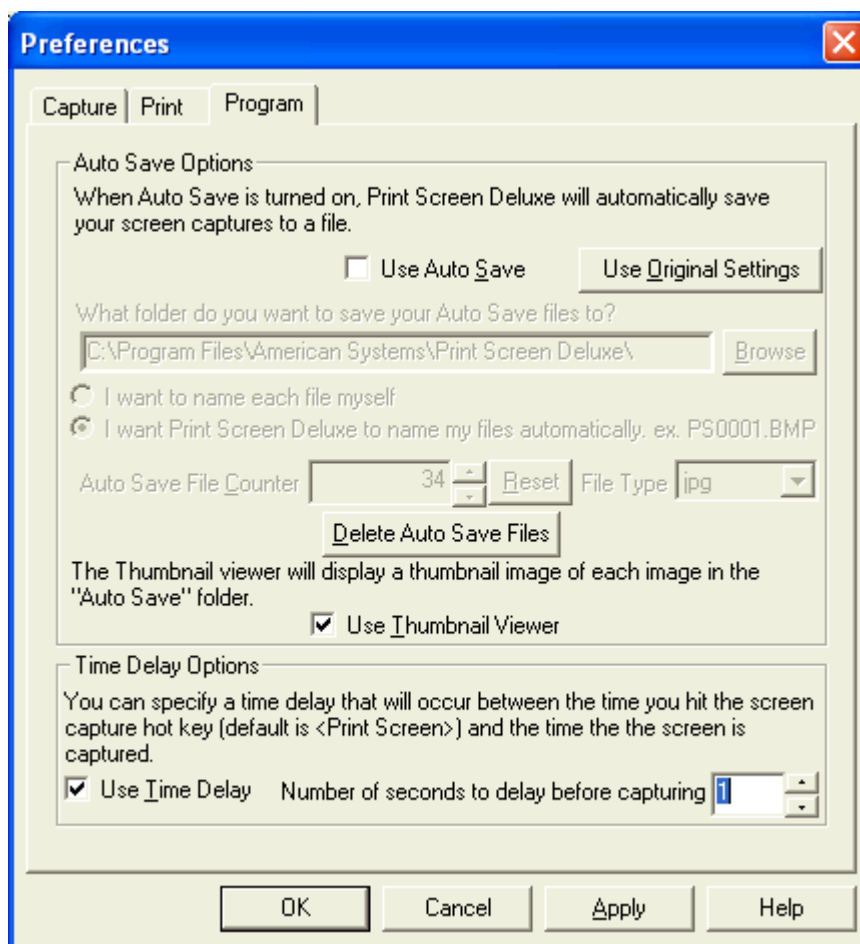 Preferences
Capture Print Program
Auto Save Options
When Auto Save is turned on, Print Screen Deluxe will automatically save
your screen captures to a file.
Use Auto Save Use Original Settings
What folder do you want to save your Auto Save files to?
C:\Program Files\American Systems\Print Screen Deluxe\ Browse
I want to name each file myself
I want Print Screen Deluxe to name my files automatically. ex. PS0001.BMP
Auto Save File Counter 34 Reset File Type jpg
Delete Auto Save Files
The Thumbnail viewer will display a thumbnail image of each image in the
"Auto Save" folder.
Use Thumbnail Viewer
Time Delay Options
You can specify a time delay that will occur between the time you hit the screen
capture hot key (default is <Print Screen>) and the time the the screen is
captured.
Use Time Delay Number of seconds to delay before capturing 1
OK Cancel Apply Help